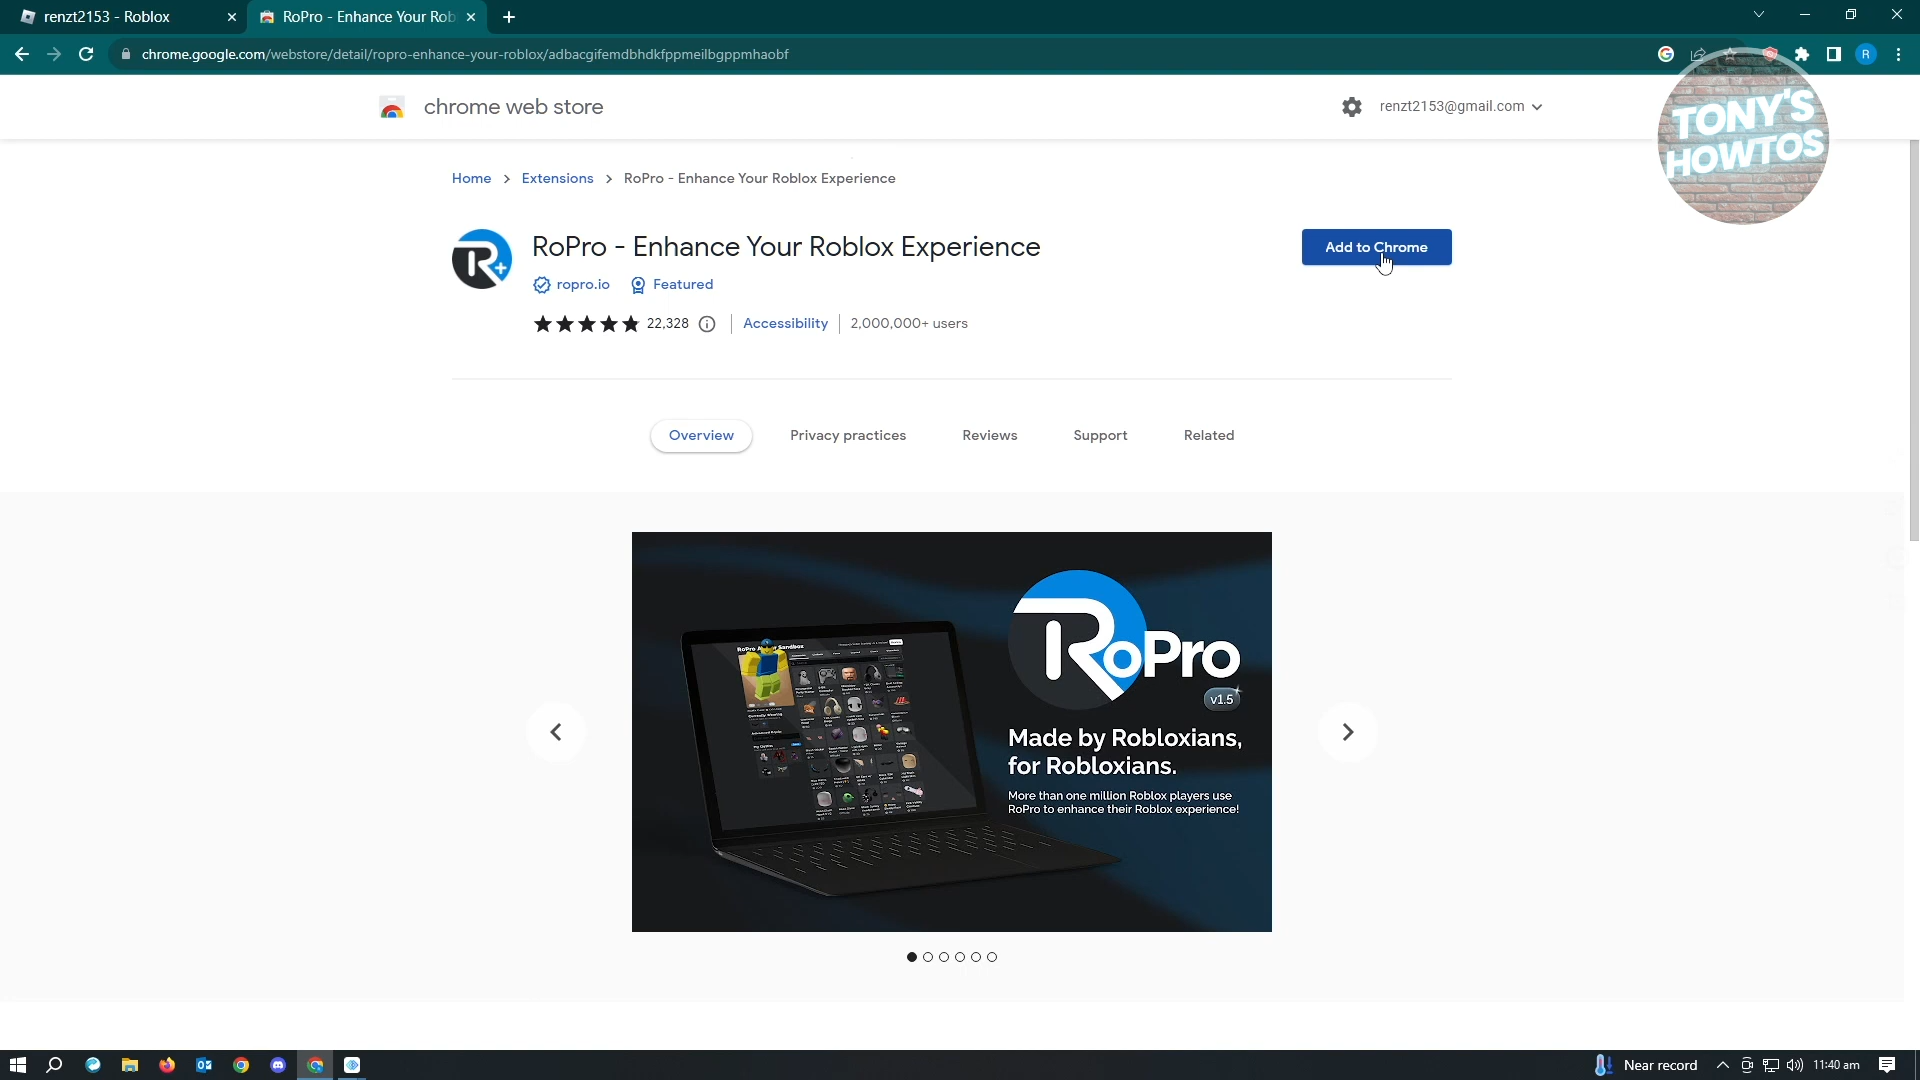 renzt2153 - Roblox
RoPro - Enhance Your Rob
chrome.google.com/webstore/detail/ropro-enhance-your-roblox/adbacgifemdbhdkfppmeilbgppmhaobf
R
chrome web store
renzt2153@gmail.com
TONY'S
HOWTOS
Home > Extensions > RoPro - Enhance Your Roblox Experience
RoPro - Enhance Your Roblox Experience
Add to Chrome
ropro.io
Featured
22,328
Accessibility
2,000,000+ users
Overview
Privacy practices
Reviews
Support
Related
RoPro
v1.5
Made by Robloxians,
for Robloxians.
More than one million Roblox players use
RoPro to enhance their Roblox experience!
Near record
11:40 am